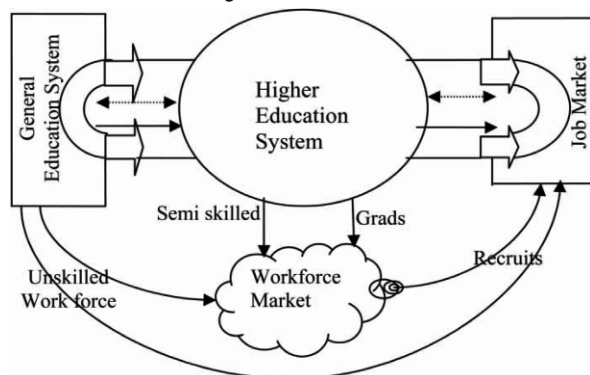 General
Education System
Higher
Education
System
Job Market
Semi skilled
Grads
Unskilled
Work force
Workforce
Market
Recruits